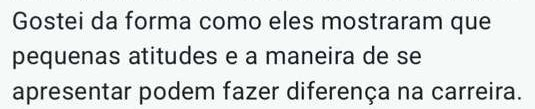 Gostei da forma como eles mostraram que
pequenas atitudes e a maneira de se
apresentar podem fazer diferença na carreira.